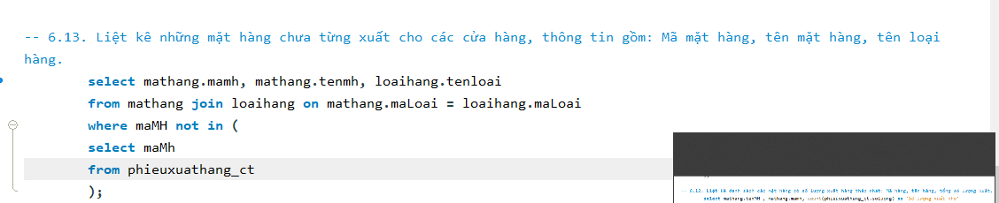 -- 6.13. Liệt kê những mặt hàng chưa từng xuất cho các cửa hàng, thông tin gồm: Mã mặt hàng, tên mặt hàng, tên loại
hàng.
select mathang.mamh, mathang.tenmh, loaihang.tenloai
from mathang join loaihang on mathang.maLoai = loaihang.maLoai
where maMH not in (
select maMh
from phieuxuathang_ct
);
-- 6.12. Liệt kê danh sách các mặt hàng có số lượng xuất hàng thấp nhất: Mã hàng, tên hàng, tổng số lượng xuất.
select mathang.tenMH , mathang.mamh, count(phieuxuathang_ct.soluong) as 'Số lượng xuất kho'